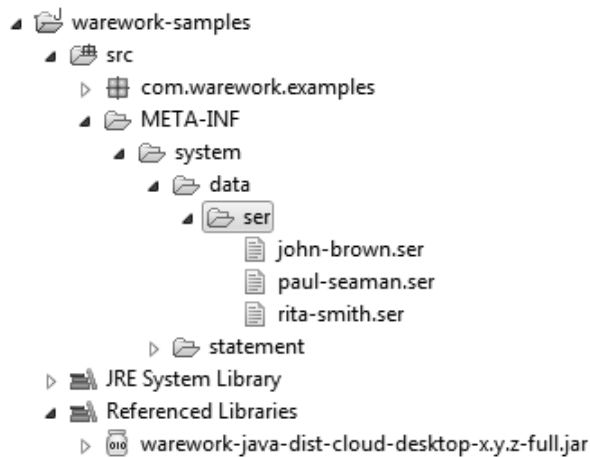 warework-samples
src
com.warework.examples
META-INF
system
data
ser
john-brown.ser
paul-seaman.ser
rita-smith.ser
statement
JRE System Library
Referenced Libraries
warework-java-dist-cloud-desktop-x.y.z-full.jar